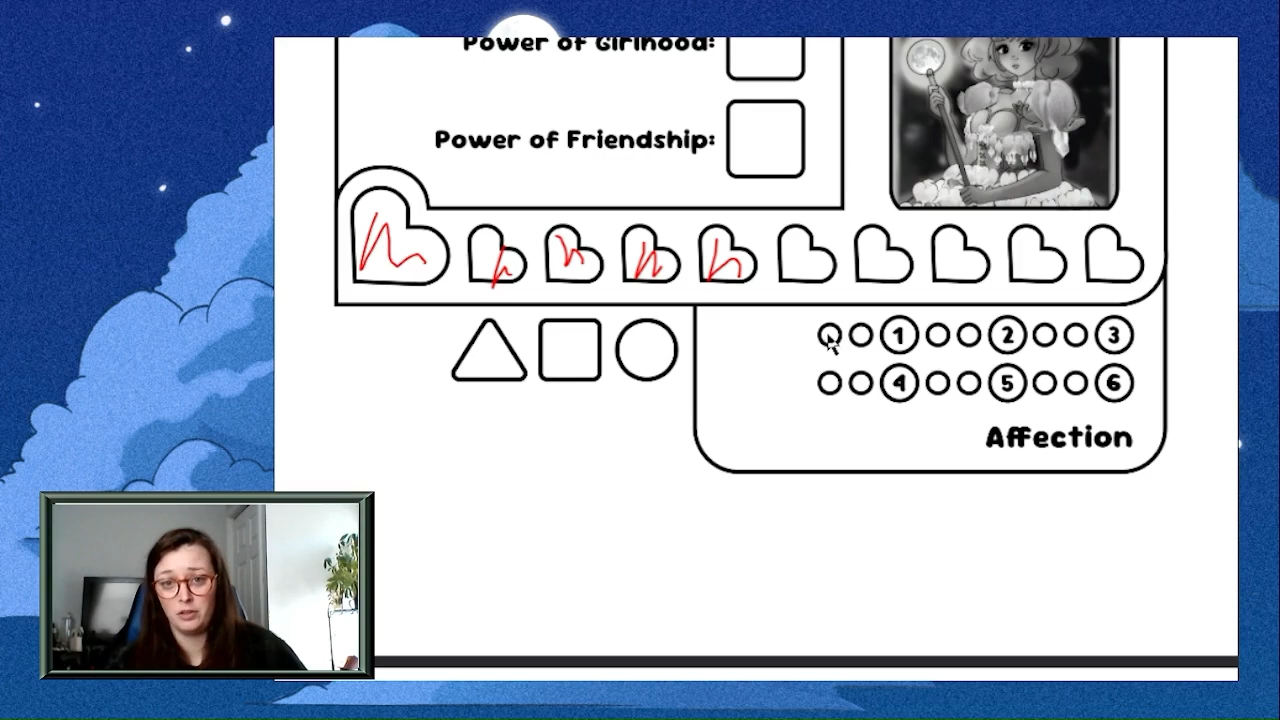 Power of Girlhood:
Power of Friendship:
1 2 3
4 5 6
Affection